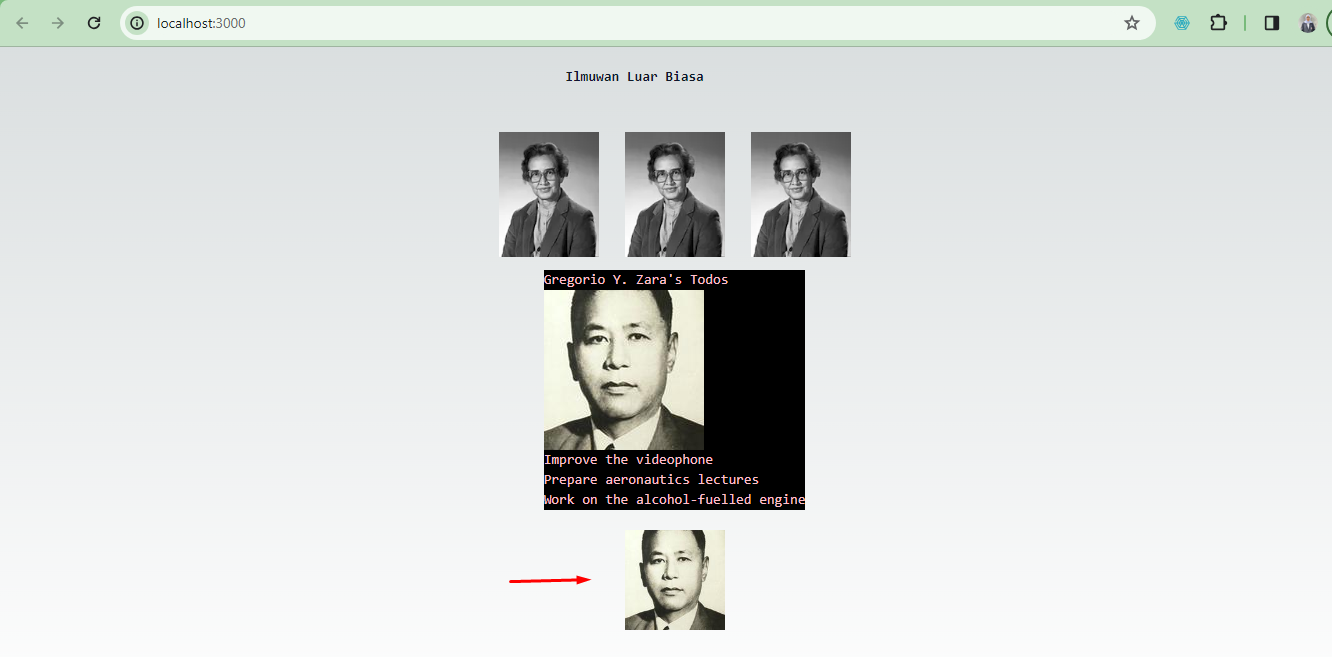 localhost:3000
Ilmuwan Luar Biasa
Gregorio Y. Zara's Todos
Improve the videophone
Prepare aeronautics lectures
Work on the alcohol-fuelled engine